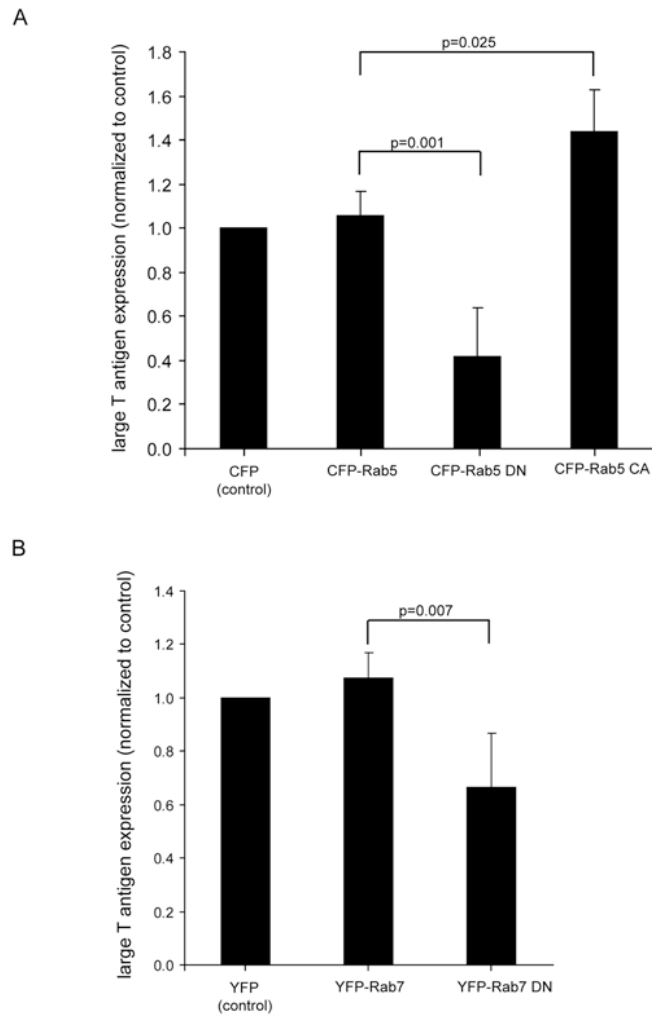 A
large T antigen expression (normalized to control)
1.8
1.6
1.4
1.2
1.0
0.8
0.6
0.4
0.2
0.0
p=0.025
p=0.001
CFP
(control)
CFP-Rab5
CFP-Rab5 DN
CFP-Rab5 CA
B
large T antigen expression (normalized to control)
1.4
1.2
1.0
0.8
0.6
0.4
0.2
0.0
p=0.007
YFP
(control)
YFP-Rab7
YFP-Rab7 DN